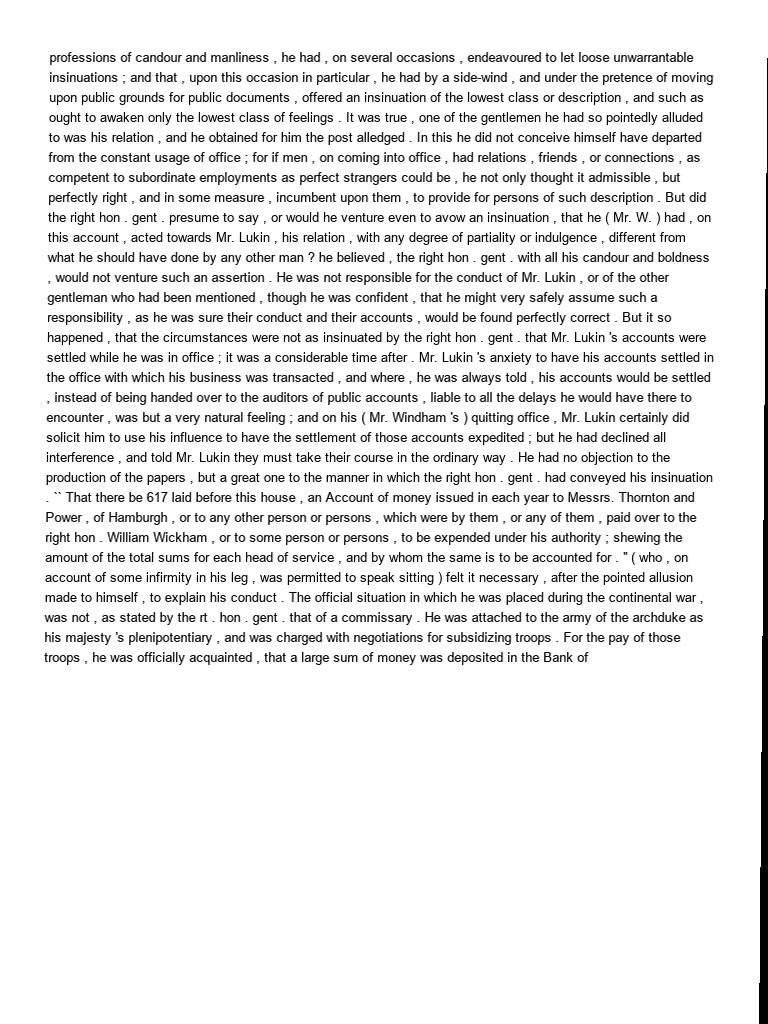 professions of candour and manliness , he had , on several occasions , endeavoured to let loose unwarrantable
insinuations ; and that , upon this occasion in particular , he had by a side-wind , and under the pretence of moving
upon public grounds for public documents , offered an insinuation of the lowest class or description , and such as
ought to awaken only the lowest class of feelings . It was true , one of the gentlemen he had so pointedly alluded
to was his relation , and he obtained for him the post alledged . In this he did not conceive himself have departed
from the constant usage of office ; for if men , on coming into office , had relations , friends , or connections , as
competent to subordinate employments as perfect strangers could be , he not only thought it admissible , but
perfectly right , and in some measure , incumbent upon them , to provide for persons of such description . But did
the right hon . gent . presume to say , or would he venture even to avow an insinuation , that he ( Mr. W. ) had , on
this account , acted towards Mr. Lukin , his relation , with any degree of partiality or indulgence , different from
what he should have done by any other man ? he believed , the right hon . gent . with all his candour and boldness
, would not venture such an assertion . He was not responsible for the conduct of Mr. Lukin , or of the other
gentleman who had been mentioned , though he was confident , that he might very safely assume such a
responsibility , as he was sure their conduct and their accounts , would be found perfectly correct . But it so
happened , that the circumstances were not as insinuated by the right hon . gent . that Mr. Lukin 's accounts were
settled while he was in office ; it was a considerable time after . Mr. Lukin 's anxiety to have his accounts settled in
the office with which his business was transacted , and where , he was always told , his accounts would be settled
, instead of being handed over to the auditors of public accounts , liable to all the delays he would have there to
encounter , was but a very natural feeling ; and on his ( Mr. Windham 's ) quitting office , Mr. Lukin certainly did
solicit him to use his influence to have the settlement of those accounts expedited ; but he had declined all
interference , and told Mr. Lukin they must take their course in the ordinary way . He had no objection to the
production of the papers , but a great one to the manner in which the right hon . gent . had conveyed his insinuation
. `` That there be 617 laid before this house , an Account of money issued in each year to Messrs. Thornton and
Power , of Hamburgh , or to any other person or persons , which were by them , or any of them , paid over to the
right hon . William Wickham , or to some person or persons , to be expended under his authority ; shewing the
amount of the total sums for each head of service , and by whom the same is to be accounted for . '' ( who , on
account of some infirmity in his leg , was permitted to speak sitting ) felt it necessary , after the pointed allusion
made to himself , to explain his conduct . The official situation in which he was placed during the continental war ,
was not , as stated by the rt . hon . gent . that of a commissary . He was attached to the army of the archduke as
his majesty 's plenipotentiary , and was charged with negotiations for subsidizing troops . For the pay of those
troops , he was officially acquainted , that a large sum of money was deposited in the Bank of